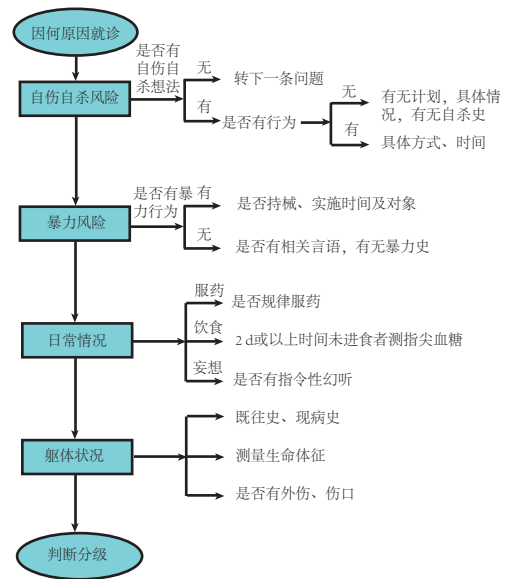 因何原因就诊
是否有
自伤自
杀想法
无
转下一条问题
自伤自杀风险
有
是否有行为
无
有无计划，具体情
况，有无自杀史
有
具体方式、时间
是否有暴
力行为
有
是否持械、实施时间及对象
暴力风险
无
是否有相关言语，有无暴力史
服药
是否规律服药
日常情况
饮食
2 d或以上时间未进食者测指尖血糖
妄想
是否有指令性幻听
既往史、现病史
躯体状况
测量生命体征
是否有外伤、伤口
判断分级